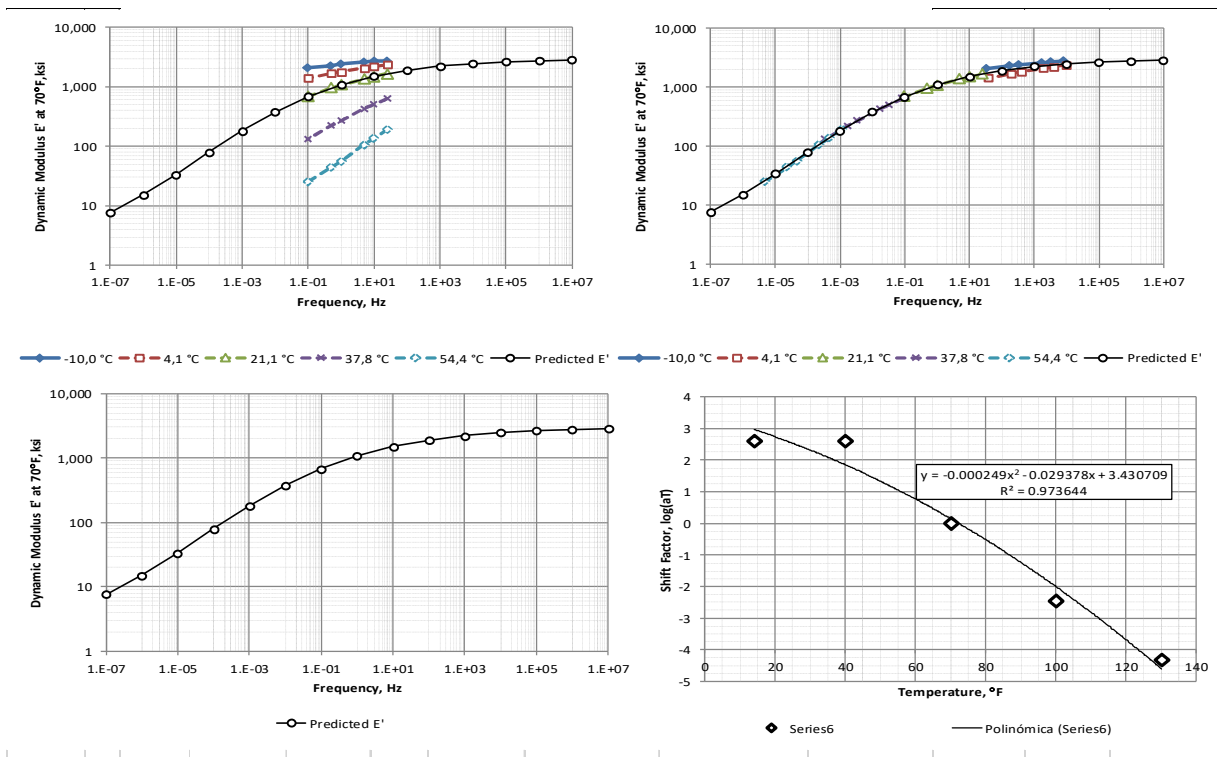 10,000
1,000
100
10
1
Dynamic Modulus E' at 70°F, ksi
1.E-07 1.E-05 1.E-03 1.E-01 1.E+01 1.E+03 1.E+05 1.E+07
Frequency, Hz
-10,0 °C 4,1 °C 21,1 °C 37,8 °C 54,4 °C Predicted E'
10,000
1,000
100
10
1
Dynamic Modulus E' at 70°F, ksi
1.E-07 1.E-05 1.E-03 1.E-01 1.E+01 1.E+03 1.E+05 1.E+07
Frequency, Hz
-10,0 °C 4,1 °C 21,1 °C 37,8 °C 54,4 °C Predicted E'
10,000
1,000
100
10
1
Dynamic Modulus E' at 70°F, ksi
1.E-07 1.E-05 1.E-03 1.E-01 1.E+01 1.E+03 1.E+05 1.E+07
Frequency, Hz
Predicted E'
4
3
2
1
0
-1
-2
-3
-4
-5
Shift Factor, log(aT)
y = -0.000249x² - 0.029378x + 3.430709
R² = 0.973644
0 20 40 60 80 100 120 140
Temperature, °F
Series6 Polinómica (Series6)